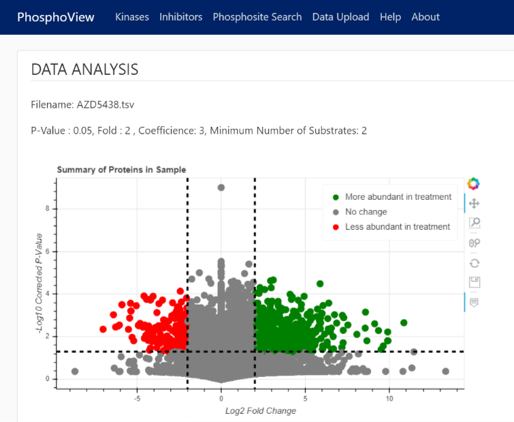 PhosphoView Kinases Inhibitors Phosphosite Search Data Upload Help About
DATA ANALYSIS
Filename: AZD5438.tsv
P-Value : 0.05, Fold : 2 , Coefficience: 3, Minimum Number of Substrates: 2
Summary of Proteins in Sample
More abundant in treatment
No change
Less abundant in treatment
-Log10 Corrected P-Value
8
6
4
2
0
-5 0 5 10
Log2 Fold Change